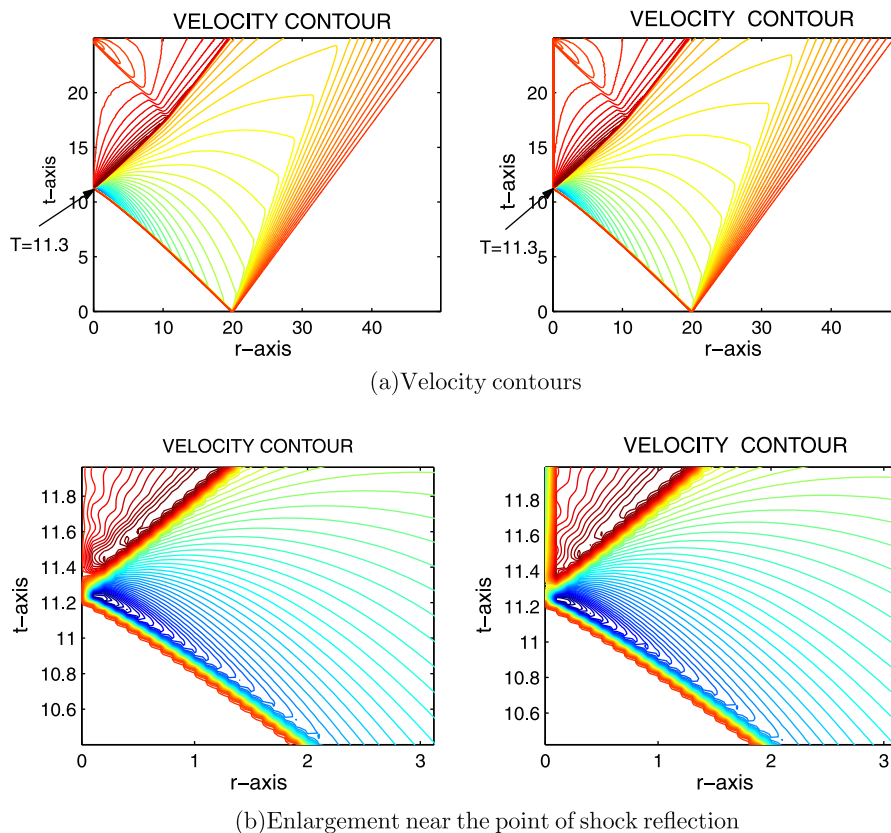 VELOCITY CONTOUR
VELOCITY CONTOUR
20
15
10
5
0
t-axis
T=11.3
0 10 20 30 40
r-axis
20
15
10
5
0
t-axis
T=11.3
0 10 20 30 40
r-axis
(a)Velocity contours
VELOCITY CONTOUR
VELOCITY CONTOUR
11.8
11.6
11.4
11.2
11
10.8
10.6
t-axis
0 1 2 3
r-axis
11.8
11.6
11.4
11.2
11
10.8
10.6
t-axis
0 1 2 3
r-axis
(b)Enlargement near the point of shock reflection